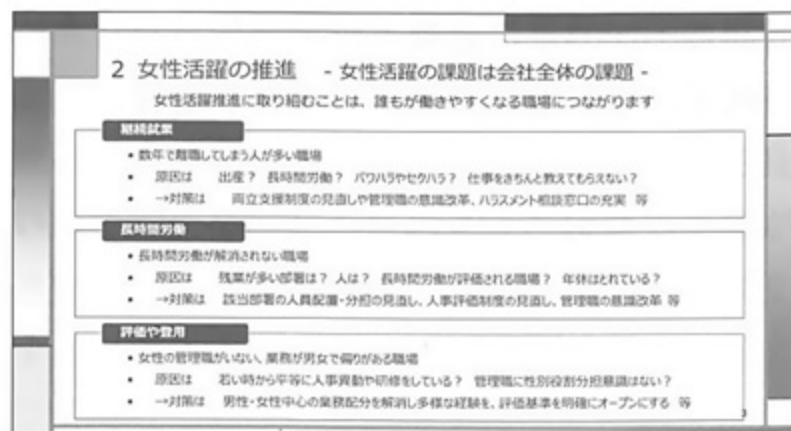 2 女性活躍の推進 - 女性活躍の課題は会社全体の課題 -
女性活躍推進に取り組むことは、誰もが働きやすくなる職場につながります
継続就業
• 数年で離職してしまう人が多い職場
• 原因は 出産？ 長時間労働？ パワハラやセクハラ？ 仕事をきちんと教えてもらえない？
• →対策は 両立支援制度の見直しや管理職の意識改革、ハラスメント相談窓口の充実 等
長時間労働
• 長時間労働が解消されない職場
• 原因は 残業が多い部署は？ 人は？ 長時間労働が評価される職場？ 年休はとれている？
• →対策は 該当部署の人員配置・分担の見直し、人事評価制度の見直し、管理職の意識改革 等
評価や登用
• 女性の管理職がいない、業務が男女で偏りがある職場
• 原因は 若い時から平等に人事異動や研修をしている？ 管理職に性別役割分担意識はない？
• →対策は 男性・女性中心の業務配分を解消し多様な経験を、評価基準を明確にオープンにする 等
3